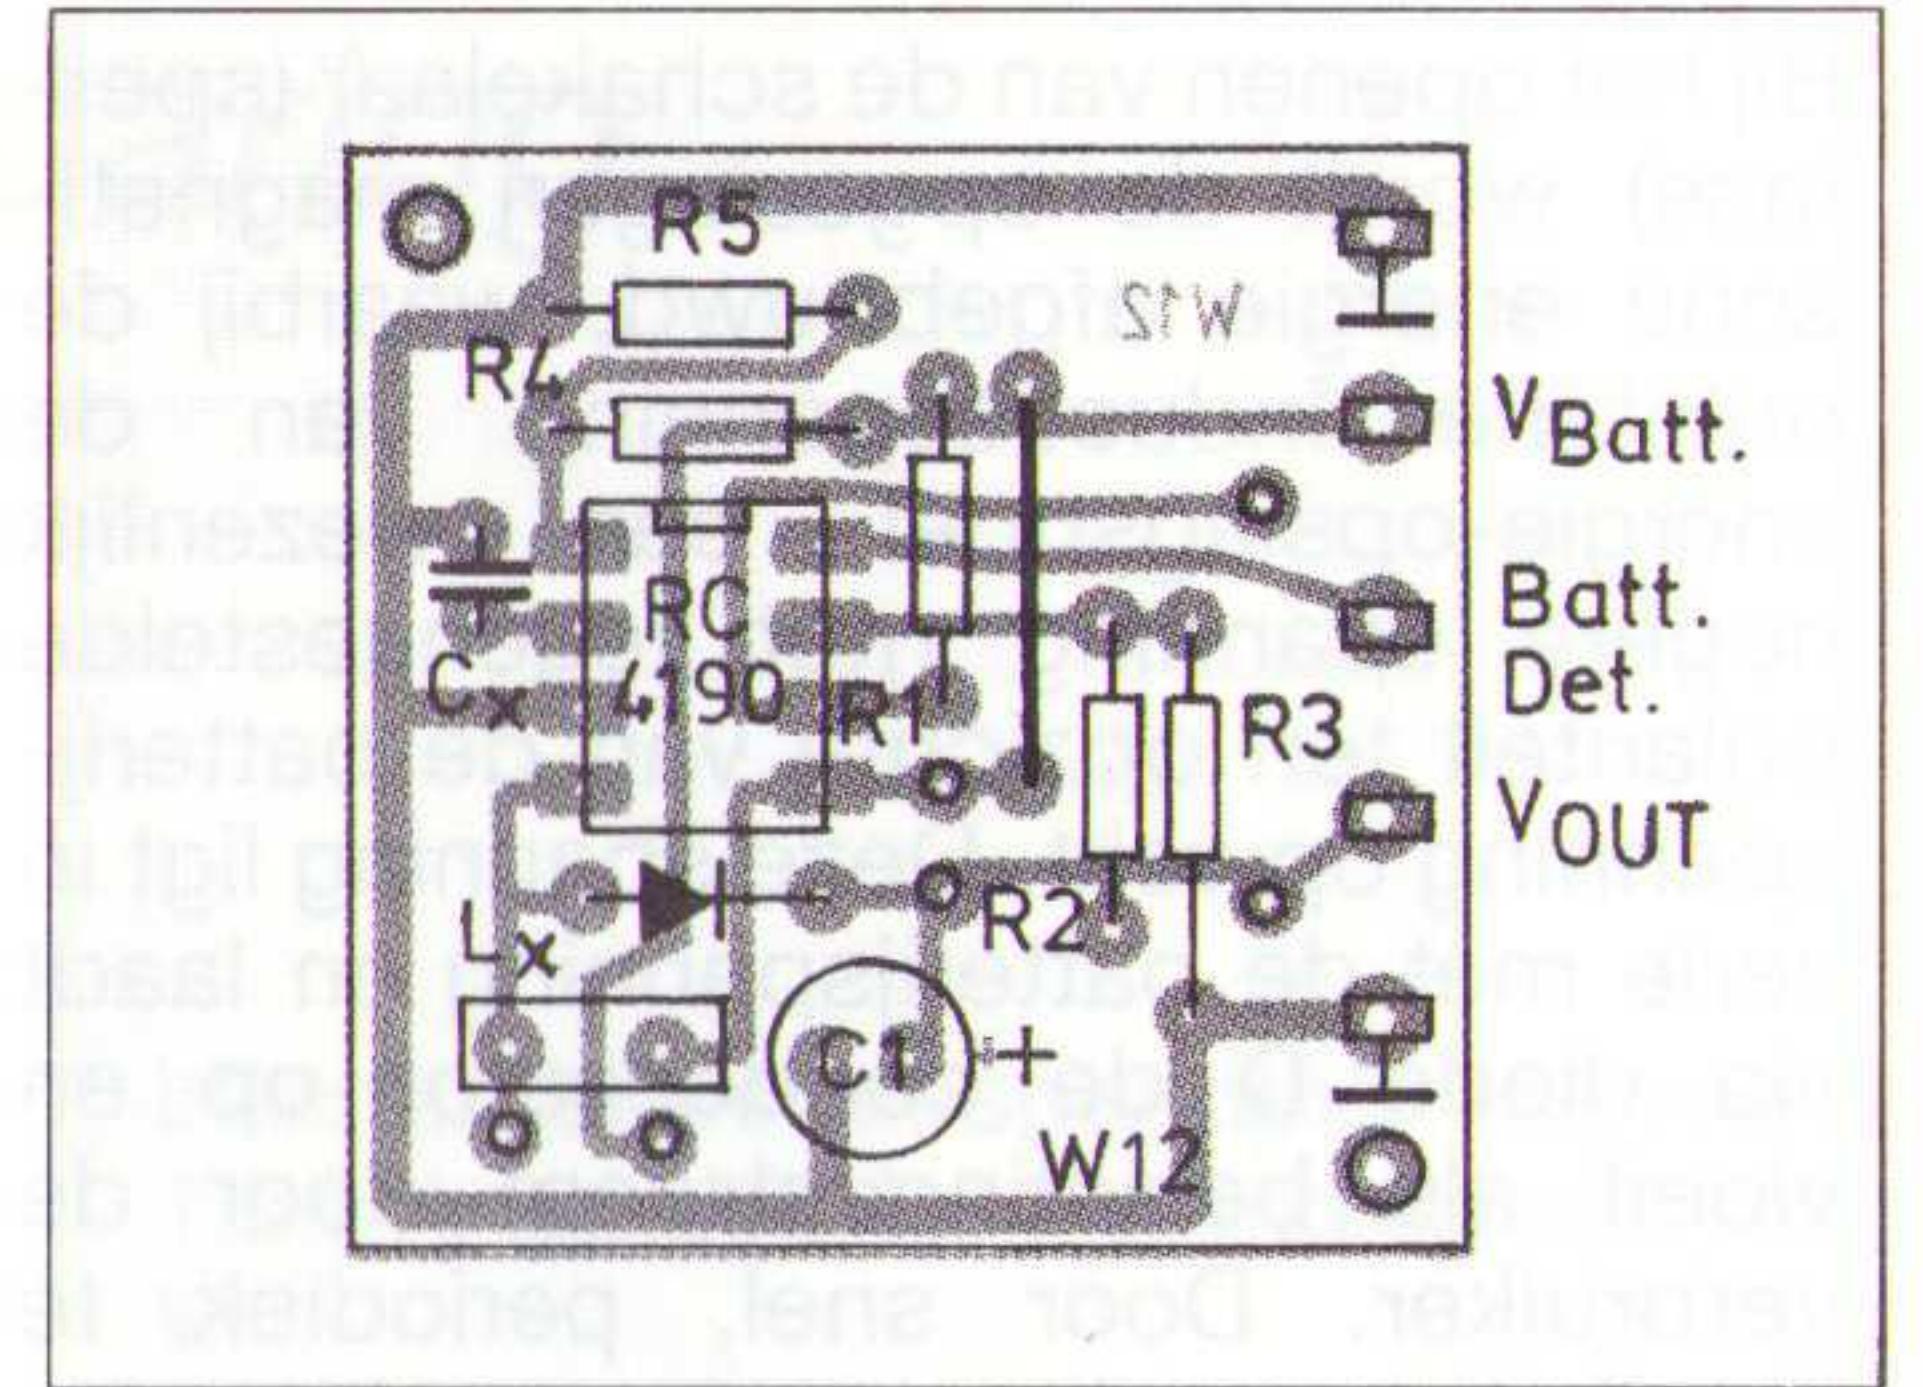 R5
W12
R4
VBatt.
RC
4190
Batt.
Det.
Cx
R1
R3
VOUT
Lx
R2
C1
+
W12